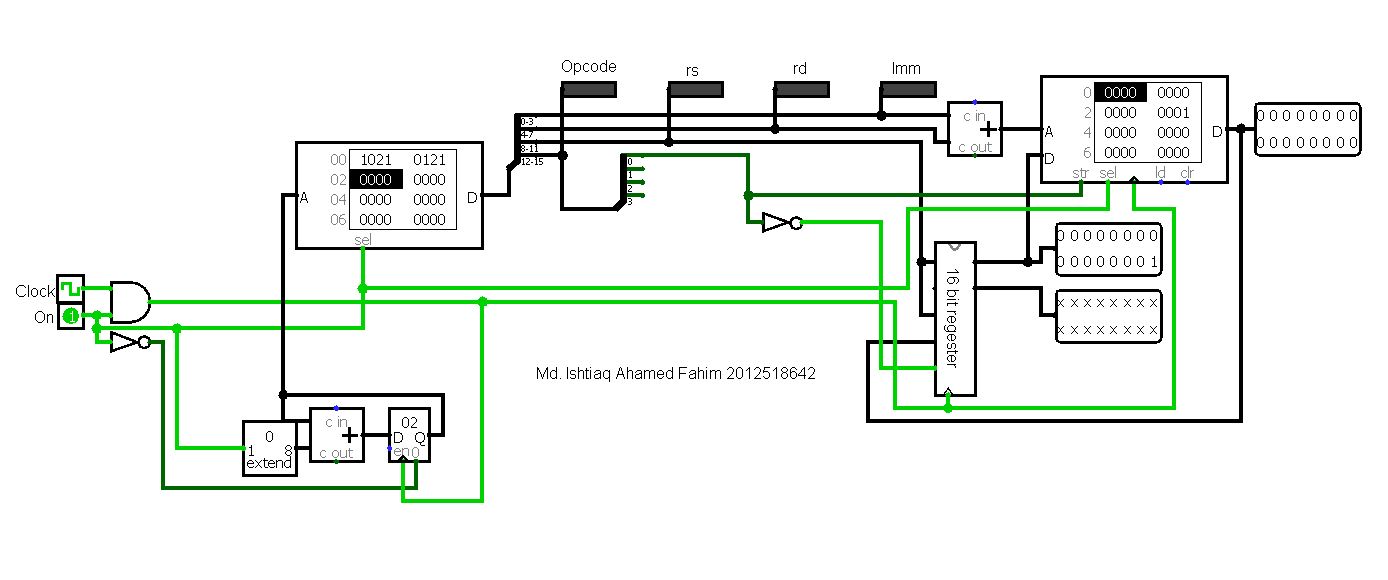 Opcode
rs
rd
Imm
0-3
4-7
8-11
12-15
c in
+
c out
A
D
D
0 0000 0000
2 0000 0001
4 0000 0000
6 0000 0000
str sel ld clr
0 0 0 0 0 0 0 0
0 0 0 0 0 0 0 0
00 1021 0121
02 0000 0000
04 0000 0000
06 0000 0000
A
D
sel
0
1
2
3
0 0 0 0 0 0 0 0
0 0 0 0 0 0 0 1
16 bit regester
x x x x x x x x
x x x x x x x x
Clock
On
1
Md. Ishtiaq Ahamed Fahim 2012518642
0
1 8
extend
c in
+
c out
02
D Q
en 0